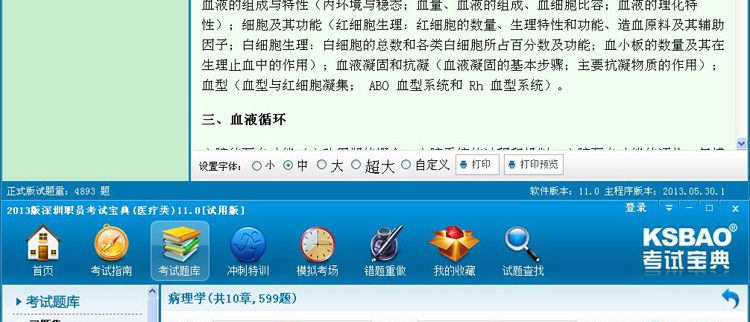 血液的组成与特性（内环境与稳态；血量、血液的组成、血细胞比容；血液的理化特
性）；细胞及其功能（红细胞生理：红细胞的数量、生理特性和功能、造血原料及其辅助
因子；白细胞生理：白细胞的总数和各类白细胞所占百分数及功能；血小板的数量及其在
生理止血中的作用）；血液凝固和抗凝（血液凝固的基本步骤；主要抗凝物质的作用）；
血型（血型与红细胞凝集； ABO 血型系统和 Rh 血型系统）。
三、血液循环
设置字体： 小 中 大 超大 自定义 打印 打印预览
正式版试题量：4893 题 软件版本：11.0 主程序版本：2013.05.30.1
2013版深圳职员考试宝典(医疗类)11.0[试用版] 登录
首页 考试指南 考试题库 冲刺特训 模拟考场 错题重做 我的收藏 试题查找
KSBAO®
考试宝典
考试题库 病理学(共10章,599题)